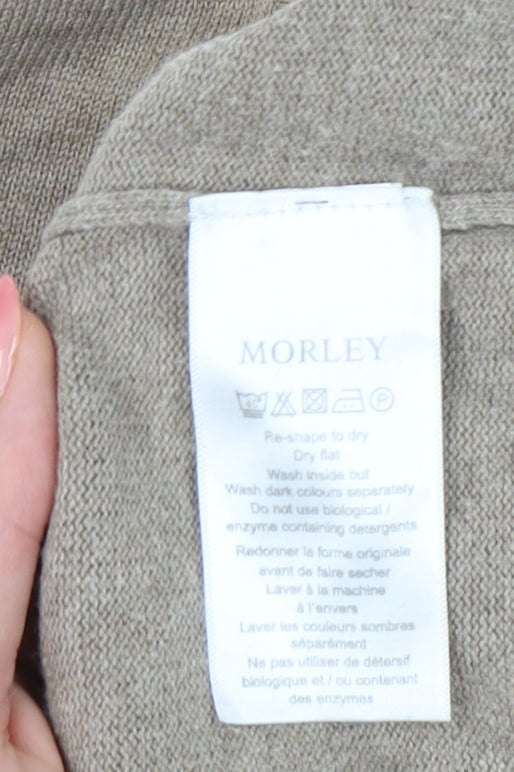 MORLEY
40° P
Re-shape to dry
Dry flat
Wash inside out
Wash dark colours separately
Do not use biological /
enzyme containing detergents
Redonner la forme originale
avant de faire secher
Laver à la machine
à l'envers
Laver les couleurs sombres
séparément
Ne pas utiliser de détersif
biologique et / ou contenant
des enzymes